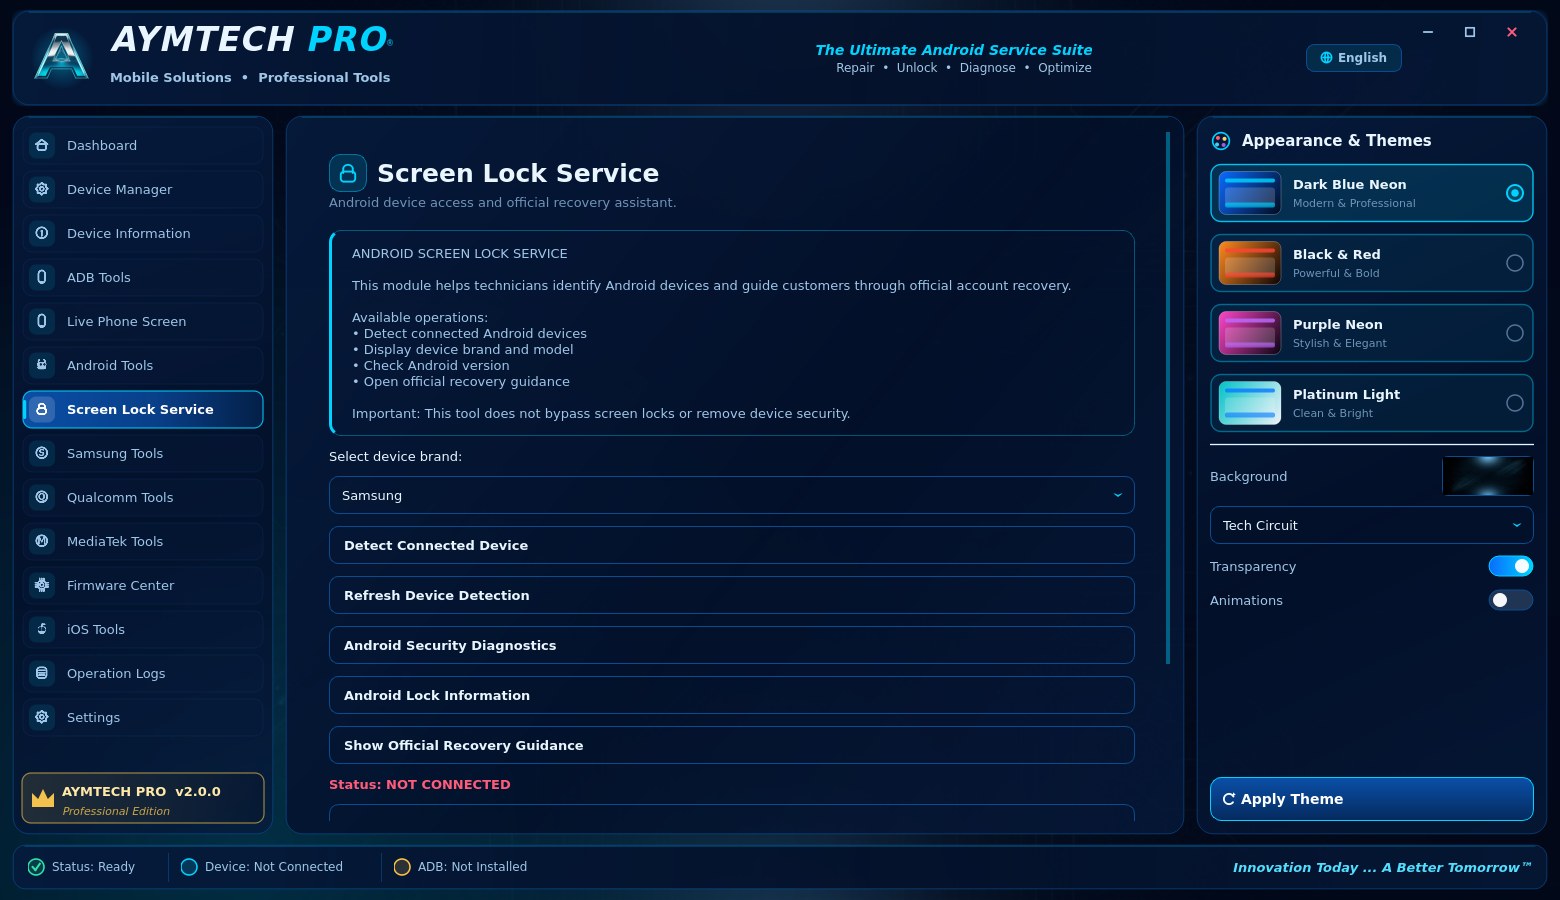 AYMTECH PRO®
Mobile Solutions • Professional Tools
The Ultimate Android Service Suite
Repair • Unlock • Diagnose • Optimize
English
Dashboard
Device Manager
Device Information
ADB Tools
Live Phone Screen
Android Tools
Screen Lock Service
Samsung Tools
Qualcomm Tools
MediaTek Tools
Firmware Center
iOS Tools
Operation Logs
Settings
AYMTECH PRO v2.0.0
Professional Edition
Screen Lock Service
Android device access and official recovery assistant.
ANDROID SCREEN LOCK SERVICE
This module helps technicians identify Android devices and guide customers through official account recovery.
Available operations:
• Detect connected Android devices
• Display device brand and model
• Check Android version
• Open official recovery guidance
Important: This tool does not bypass screen locks or remove device security.
Select device brand:
Samsung
Detect Connected Device
Refresh Device Detection
Android Security Diagnostics
Android Lock Information
Show Official Recovery Guidance
Status: NOT CONNECTED
Appearance & Themes
Dark Blue Neon
Modern & Professional
Black & Red
Powerful & Bold
Purple Neon
Stylish & Elegant
Platinum Light
Clean & Bright
Background
Tech Circuit
Transparency
Animations
Apply Theme
Status: Ready
Device: Not Connected
ADB: Not Installed
Innovation Today ... A Better Tomorrow™